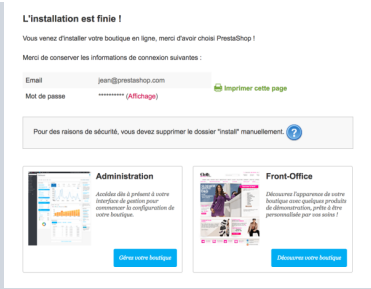 L'installation est finie !
Vous venez d'installer votre boutique en ligne, merci d'avoir choisi PrestaShop !
Merci de conserver les informations de connexion suivantes :
Email jean@prestashop.com
Mot de passe ********** (Affichage)
Imprimer cette page
Pour des raisons de sécurité, vous devez supprimer le dossier "install" manuellement. ?
Administration
Accédez dès à présent à votre
interface de gestion pour
commencer la configuration de
votre boutique.
Gérez votre boutique
Front-Office
Découvrez l'apparence de votre
boutique avec quelques produits
de démonstration, prête à être
personnalisée par vos soins !
Découvrez votre boutique